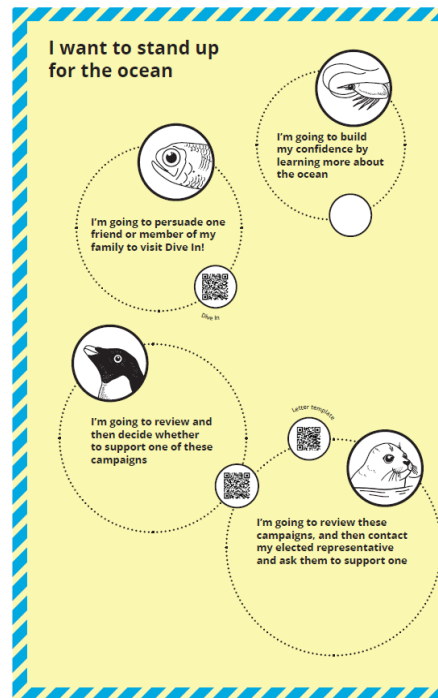 I want to stand up
for the ocean
I'm going to build
my confidence by
learning more about
the ocean
I'm going to persuade one
friend or member of my
family to visit Dive In!
Dive In
I'm going to review and
then decide whether
to support one of these
campaigns
Letter template
I'm going to review these
campaigns, and then contact
my elected representative
and ask them to support one